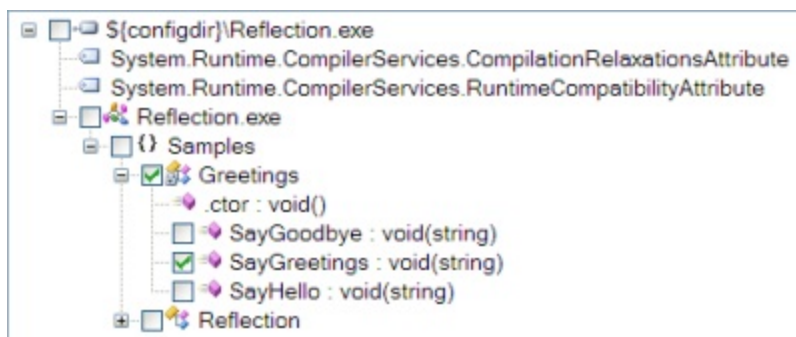 ${configdir}\Reflection.exe
System.Runtime.CompilerServices.CompilationRelaxationsAttribute
System.Runtime.CompilerServices.RuntimeCompatibilityAttribute
Reflection.exe
{} Samples
Greetings
.ctor : void()
SayGoodbye : void(string)
SayGreetings : void(string)
SayHello : void(string)
Reflection